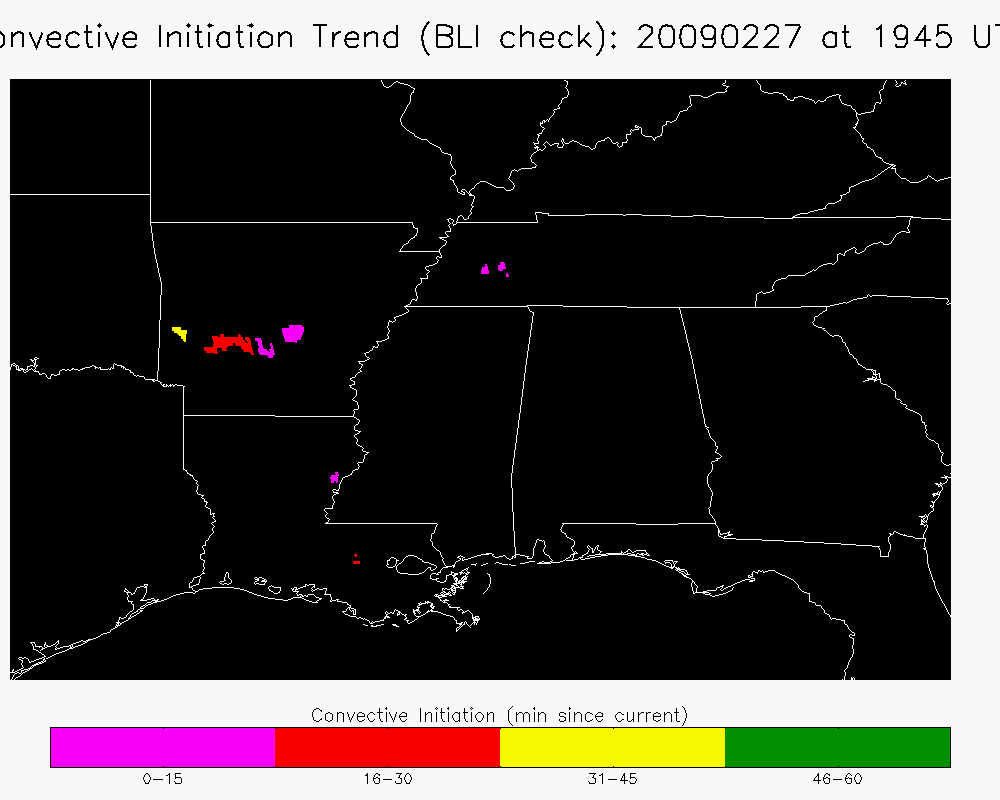 onvective Initiation Trend (BLI check): 20090227 at 1945 UT
Convective Initiation (min since current)
0-15 16-30 31-45 46-60